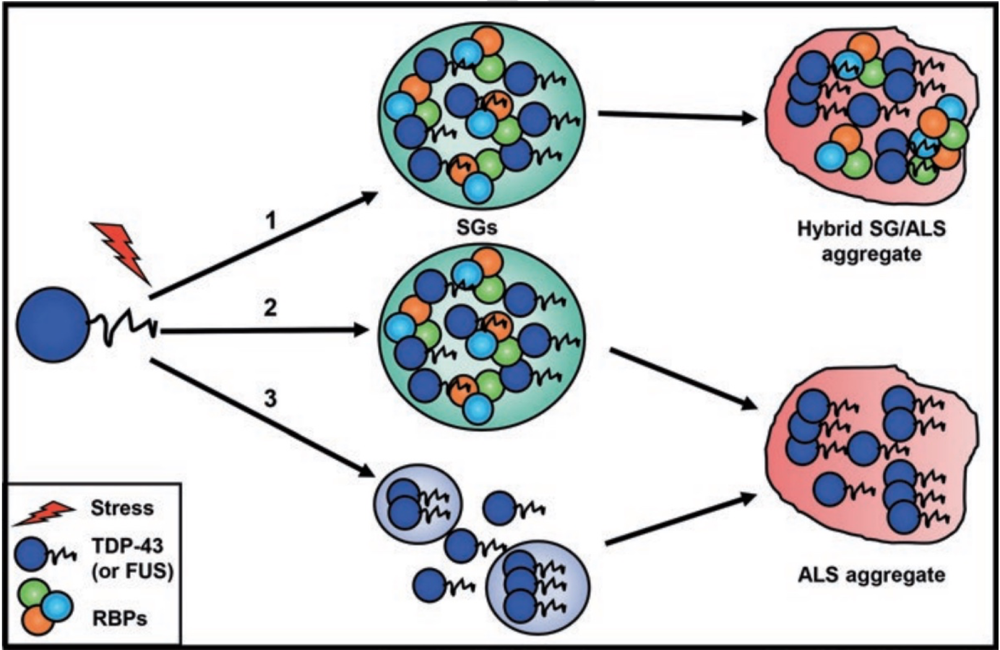 1
SGs
Hybrid SG/ALS
aggregate
2
3
ALS aggregate
Stress
TDP-43
(or FUS)
RBPs